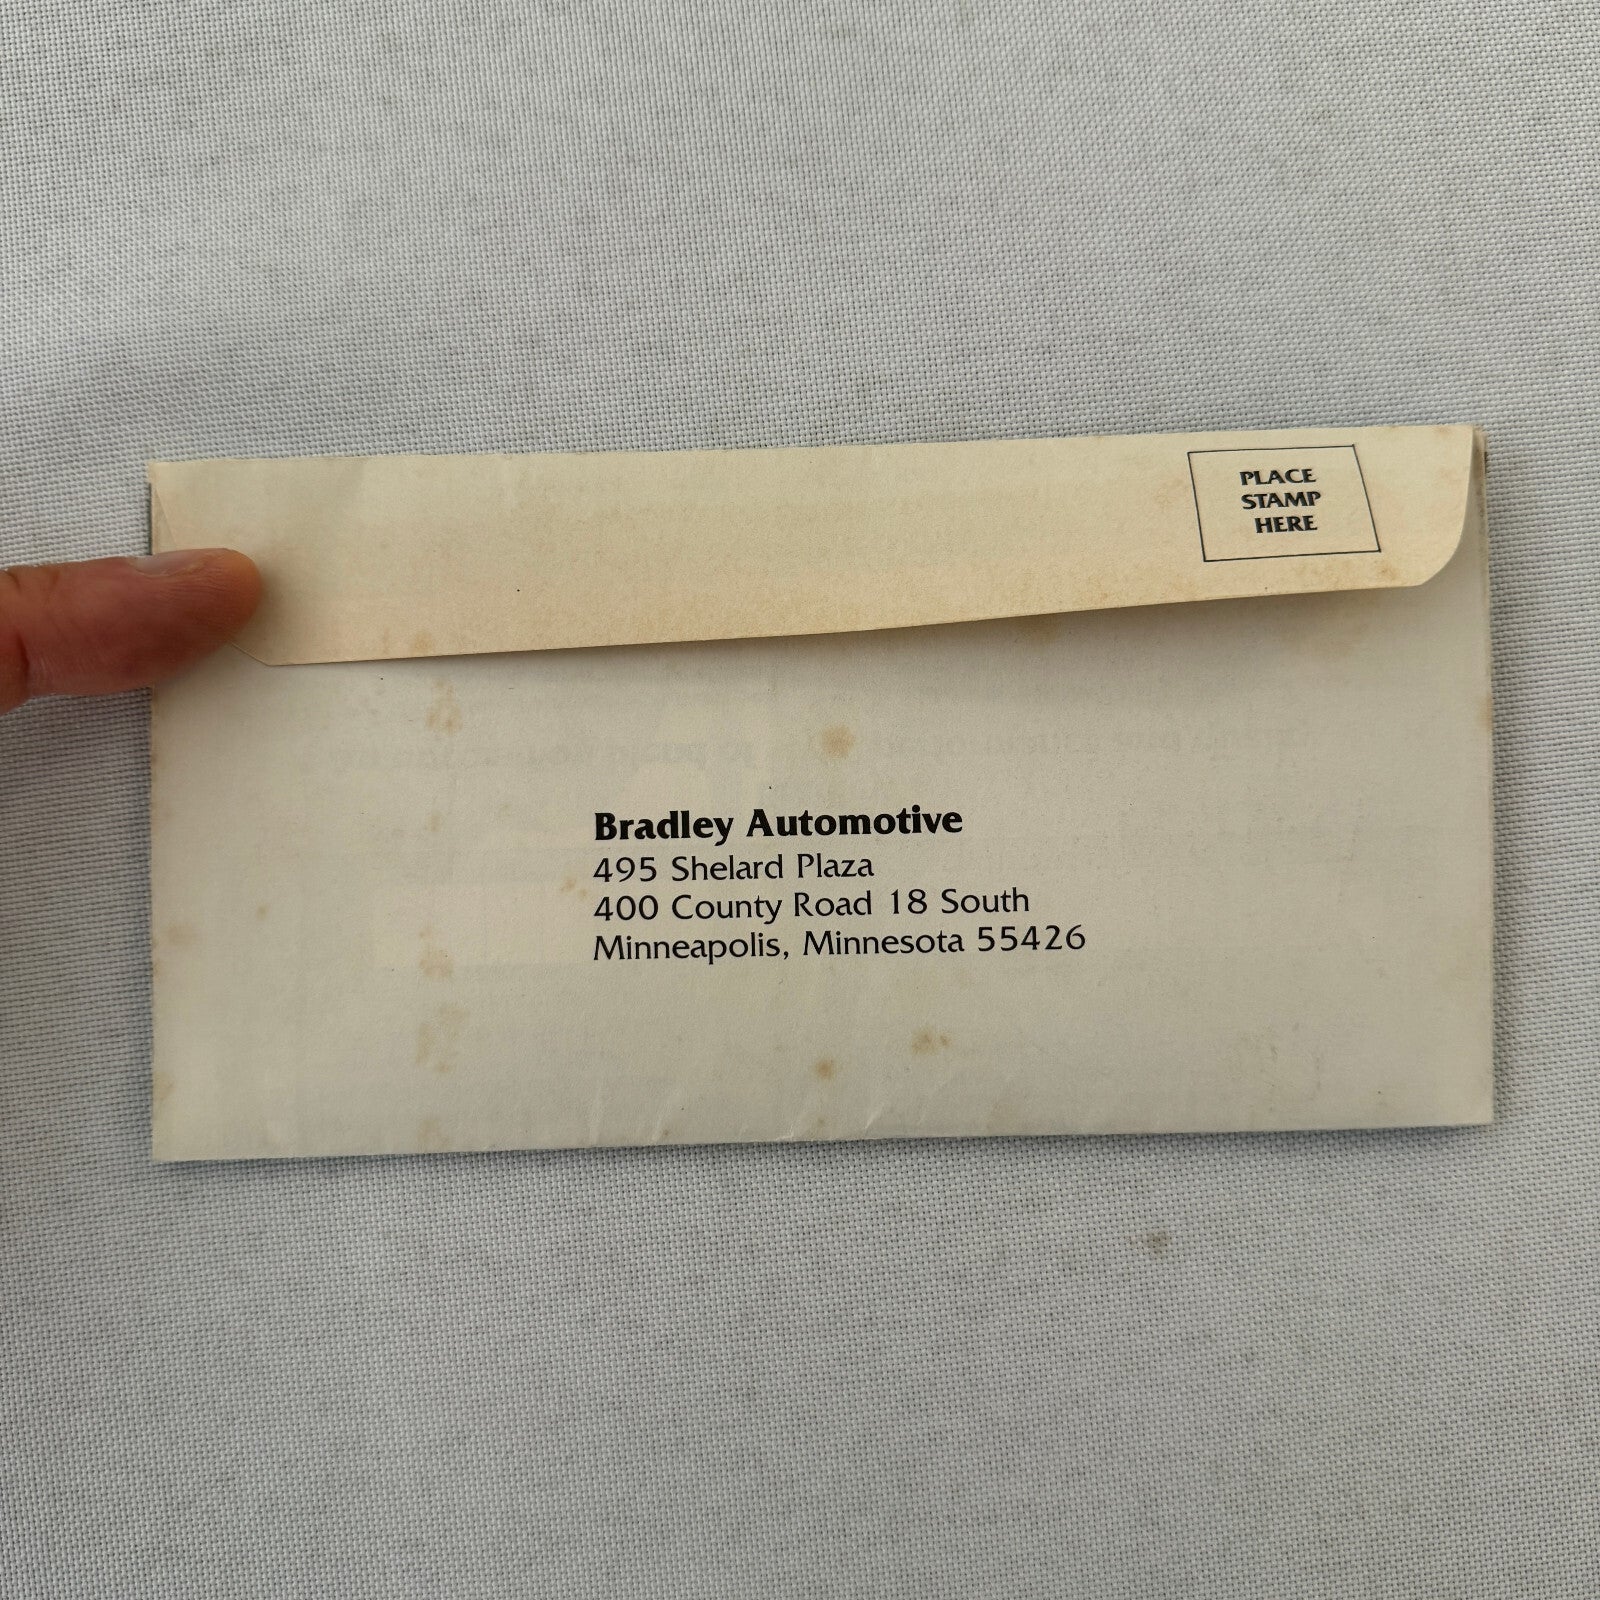 PLACE
STAMP
HERE
Bradley Automotive
495 Shelard Plaza
400 County Road 18 South
Minneapolis, Minnesota 55426